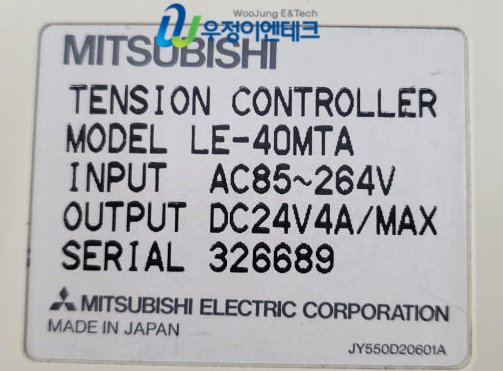 WooJung E&Tech
우정이엔테크
MITSUBISHI
TENSION CONTROLLER
MODEL LE-40MTA
INPUT AC85~264V
OUTPUT DC24V4A/MAX
SERIAL 326689
MITSUBISHI ELECTRIC CORPORATION
MADE IN JAPAN
JY550D20601A